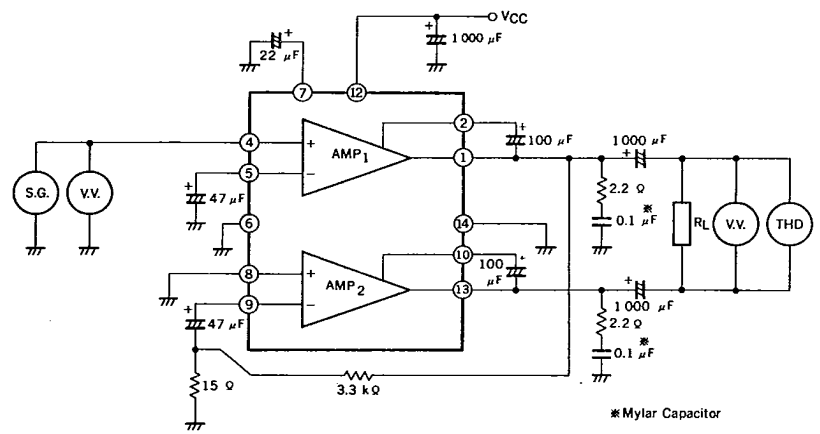 VCC
+
1000 μF
+
22 μF
7
12
2
+
100 μF
1000 μF
+
4
+
AMP1
1
5
−
S.G.
V.V.
+
47 μF
2.2 Ω
※
0.1 μF
RL
V.V.
THD
6
14
10
8
+
AMP2
100 μF
13
+
1000 μF
9
−
+
47 μF
2.2 Ω
※
0.1 μF
15 Ω
3.3 kΩ
※Mylar Capacitor